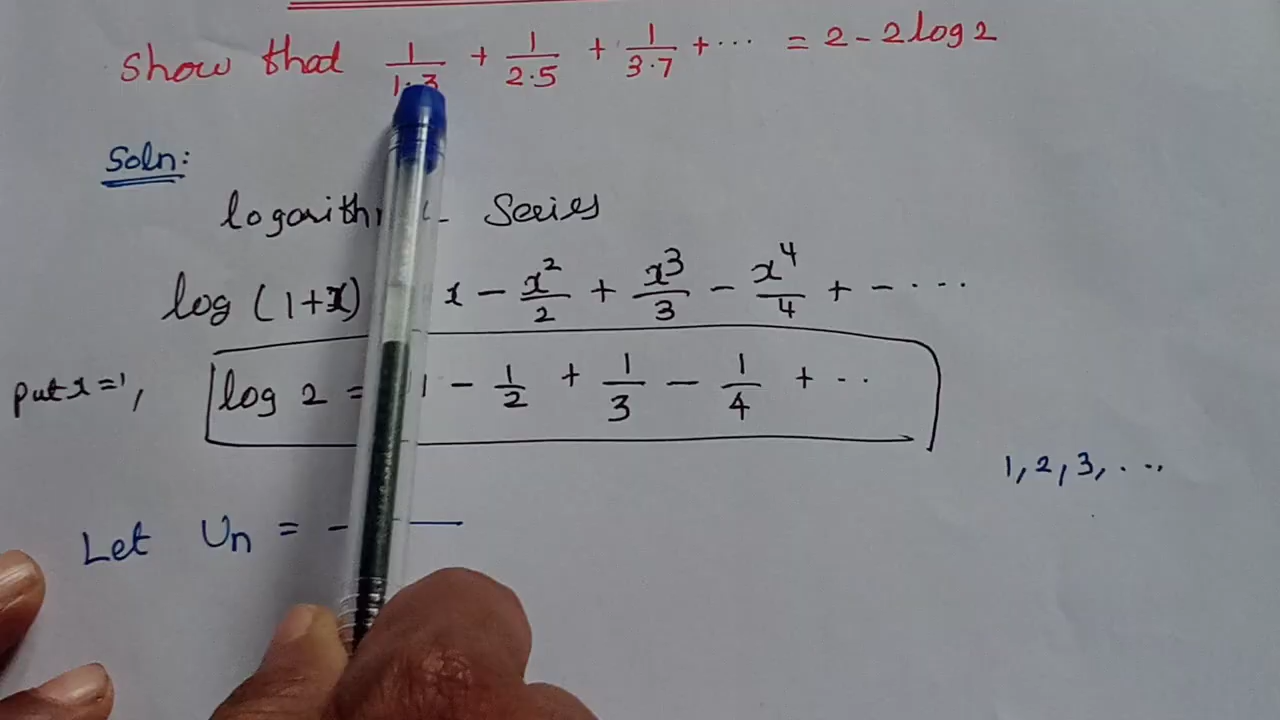 Show that 1/1·3 + 1/2·5 + 1/3·7 + ··· = 2 - 2log2
Soln:
Series
log (1+x) x - x²/2 + x³/3 - x⁴/4 + - ···
put x=1, log 2 = 1 - 1/2 + 1/3 - 1/4 + ··
1, 2, 3, ...
Let Un = —